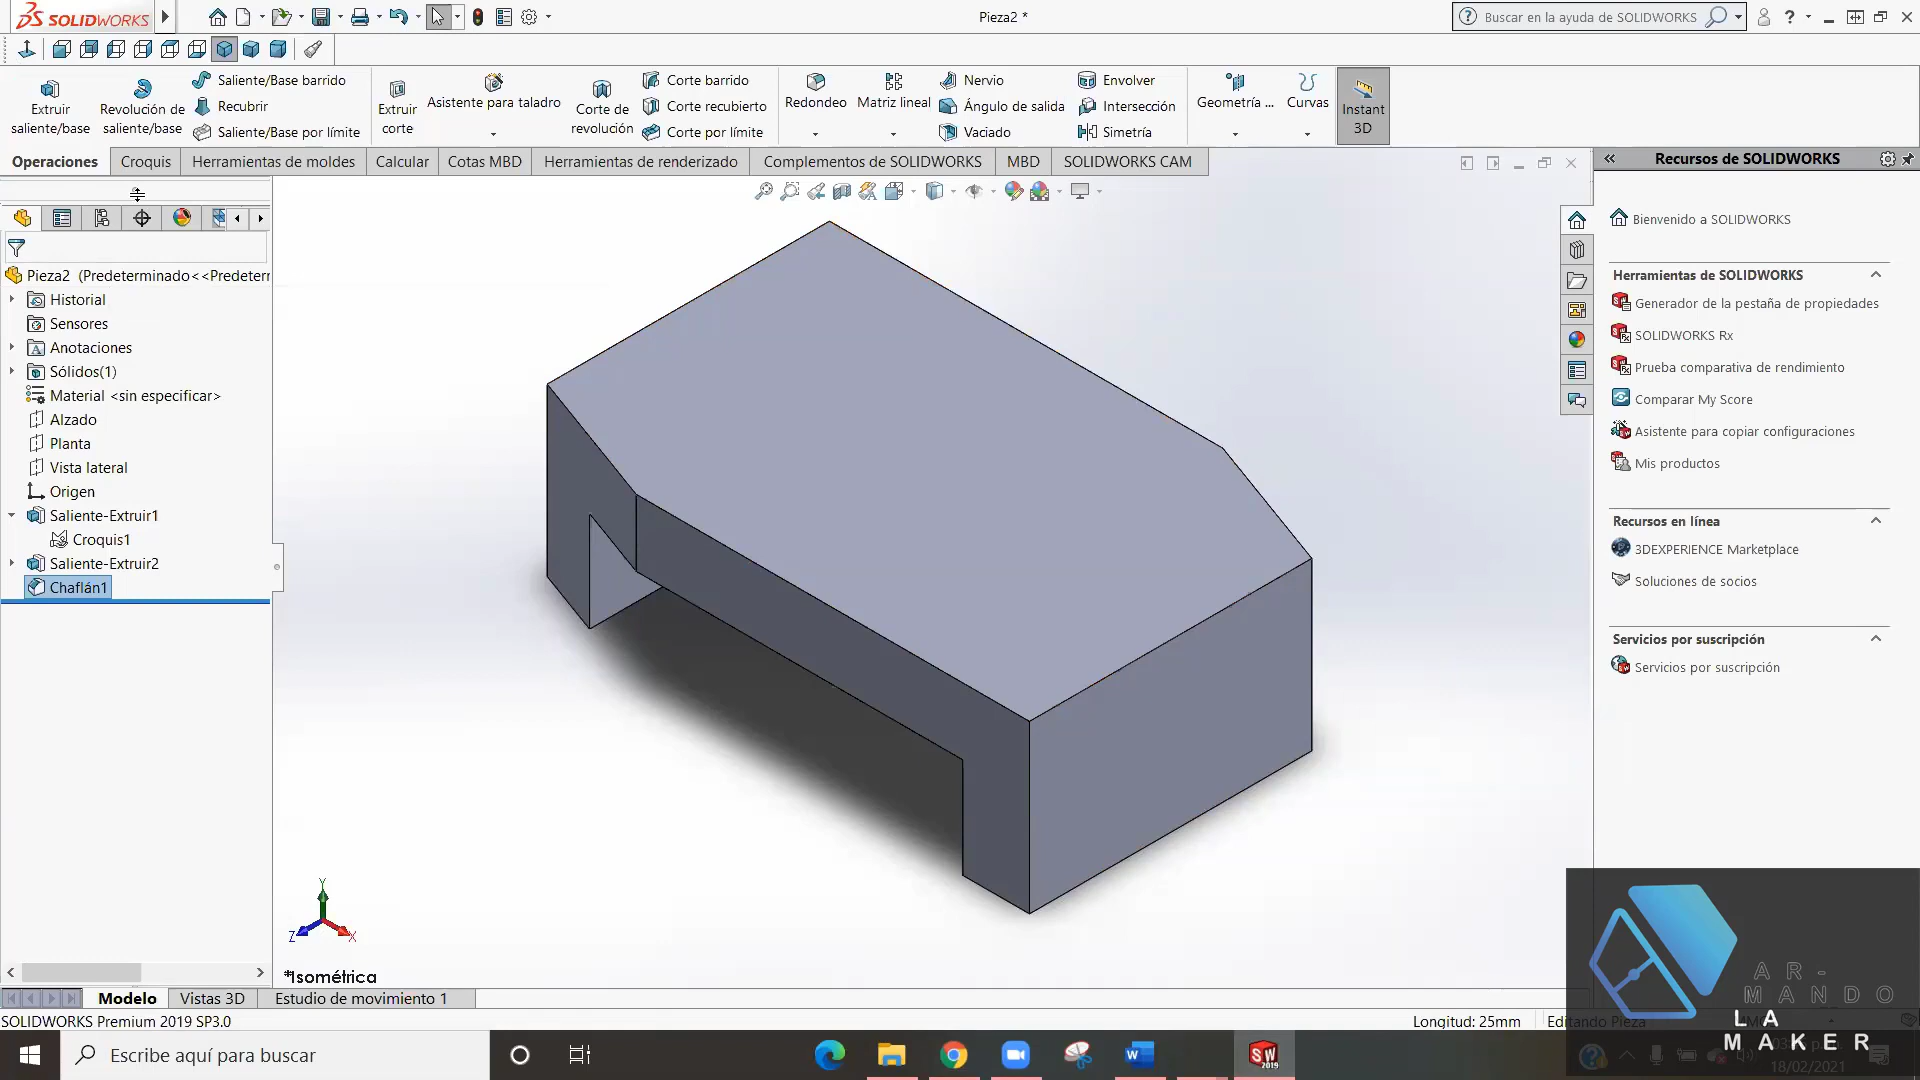 SOLIDWORKS
Pieza2 *
Buscar en la ayuda de SOLIDWORKS
Extruir saliente/base
Revolución de saliente/base
Saliente/Base barrido
Recubrir
Saliente/Base por límite
Extruir corte
Asistente para taladro
Corte de revolución
Corte barrido
Corte recubierto
Corte por límite
Redondeo
Matriz lineal
Nervio
Ángulo de salida
Vaciado
Envolver
Intersección
Simetría
Geometría ...
Curvas
Instant 3D
Operaciones
Croquis
Herramientas de moldes
Calcular
Cotas MBD
Herramientas de renderizado
Complementos de SOLIDWORKS
MBD
SOLIDWORKS CAM
Pieza2 (Predeterminado<<Predeterr
Historial
Sensores
Anotaciones
Sólidos(1)
Material <sin especificar>
Alzado
Planta
Vista lateral
Origen
Saliente-Extruir1
Croquis1
Saliente-Extruir2
Chaflán1
Y
Z
X
*Isométrica
Recursos de SOLIDWORKS
Bienvenido a SOLIDWORKS
Herramientas de SOLIDWORKS
Generador de la pestaña de propiedades
SOLIDWORKS Rx
Prueba comparativa de rendimiento
Comparar My Score
Asistente para copiar configuraciones
Mis productos
Recursos en línea
3DEXPERIENCE Marketplace
Soluciones de socios
Servicios por suscripción
Servicios por suscripción
Modelo
Vistas 3D
Estudio de movimiento 1
SOLIDWORKS Premium 2019 SP3.0
Longitud: 25mm
Editando Pieza
AR-
MANDO
LA
MAKER
Escribe aquí para buscar
SW
2019
18/02/2021